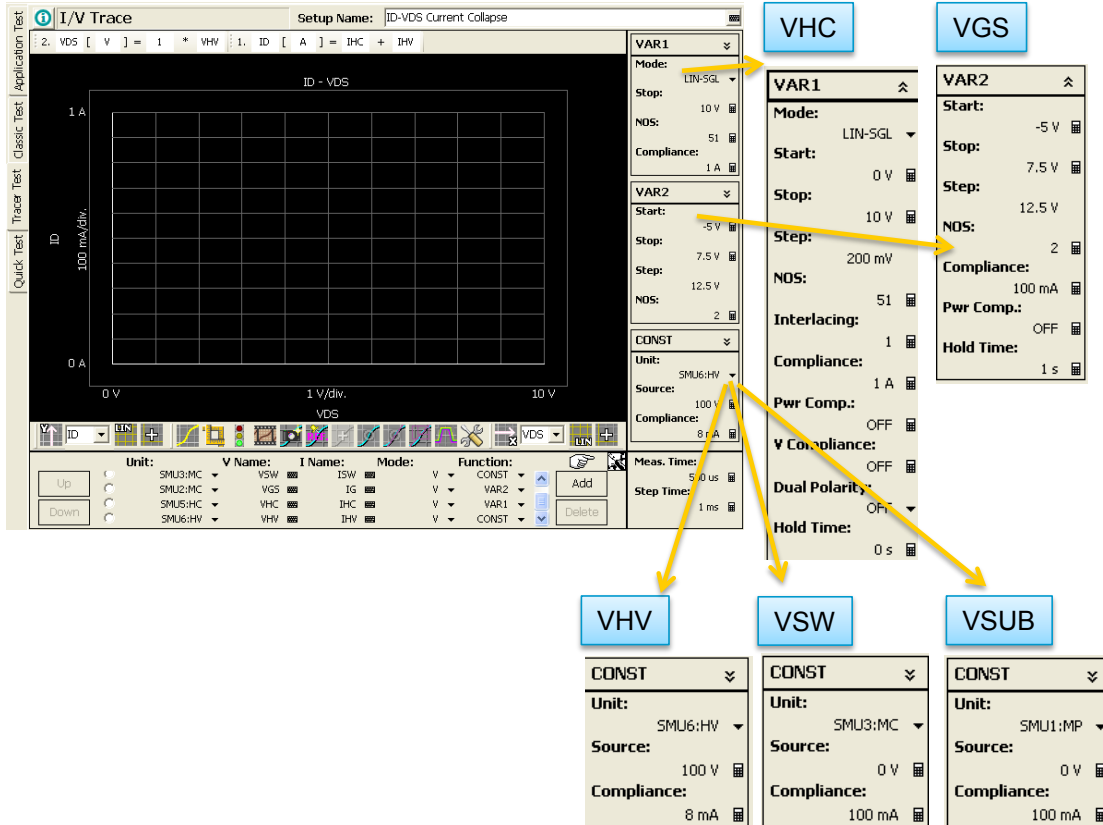 I/V Trace Setup Name: ID-VDS Current Collapse
2. VDS [ V ] = 1 * VHV 1. ID [ A ] = IHC + IHV
Application Test
Classic Test
Tracer Test
Quick Test
ID - VDS
1 A
ID
100 mA/div.
0 A
0 V 1 V/div. 10 V
VDS
VAR1
Mode:
LIN-SGL
Stop:
10 V
NOS:
51
Compliance:
1 A
VAR2
Start:
-5 V
Stop:
7.5 V
Step:
12.5 V
NOS:
2
CONST
Unit:
SMU6:HV
Source:
100 V
Compliance:
8 mA
ID LIN VDS LIN
Unit: V Name: I Name: Mode: Function:
Up SMU3:MC VSW ISW V CONST Add
SMU2:MC VGS IG V VAR2
Down SMU5:HC VHC IHC V VAR1 Delete
SMU6:HV VHV IHV V CONST
Meas. Time:
500 us
Step Time:
1 ms
VHC
VAR1
Mode:
LIN-SGL
Start:
0 V
Stop:
10 V
Step:
200 mV
NOS:
51
Interlacing:
1
Compliance:
1 A
Pwr Comp.:
OFF
V Compliance:
OFF
Dual Polarity:
OFF
Hold Time:
0 s
VGS
VAR2
Start:
-5 V
Stop:
7.5 V
Step:
12.5 V
NOS:
2
Compliance:
100 mA
Pwr Comp.:
OFF
Hold Time:
1 s
VHV
CONST
Unit:
SMU6:HV
Source:
100 V
Compliance:
8 mA
VSW
CONST
Unit:
SMU3:MC
Source:
0 V
Compliance:
100 mA
VSUB
CONST
Unit:
SMU1:MP
Source:
0 V
Compliance:
100 mA